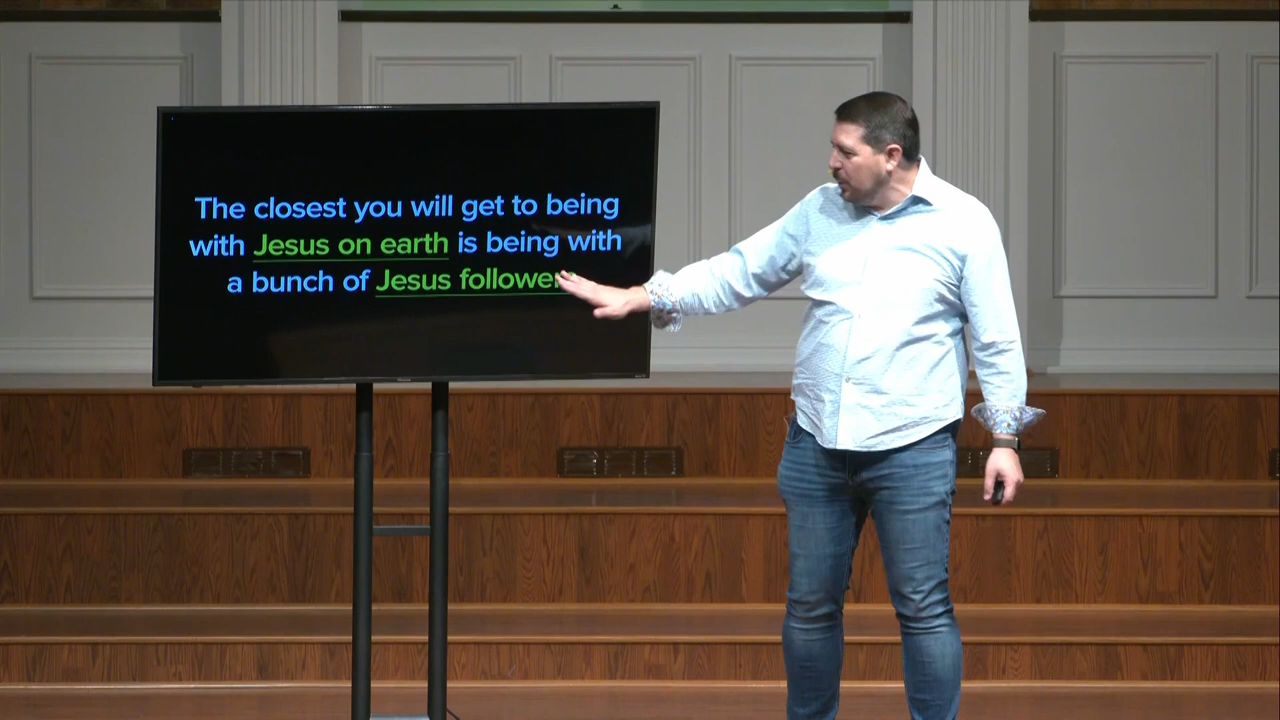 The closest you will get to being
with Jesus on earth is being with
a bunch of Jesus